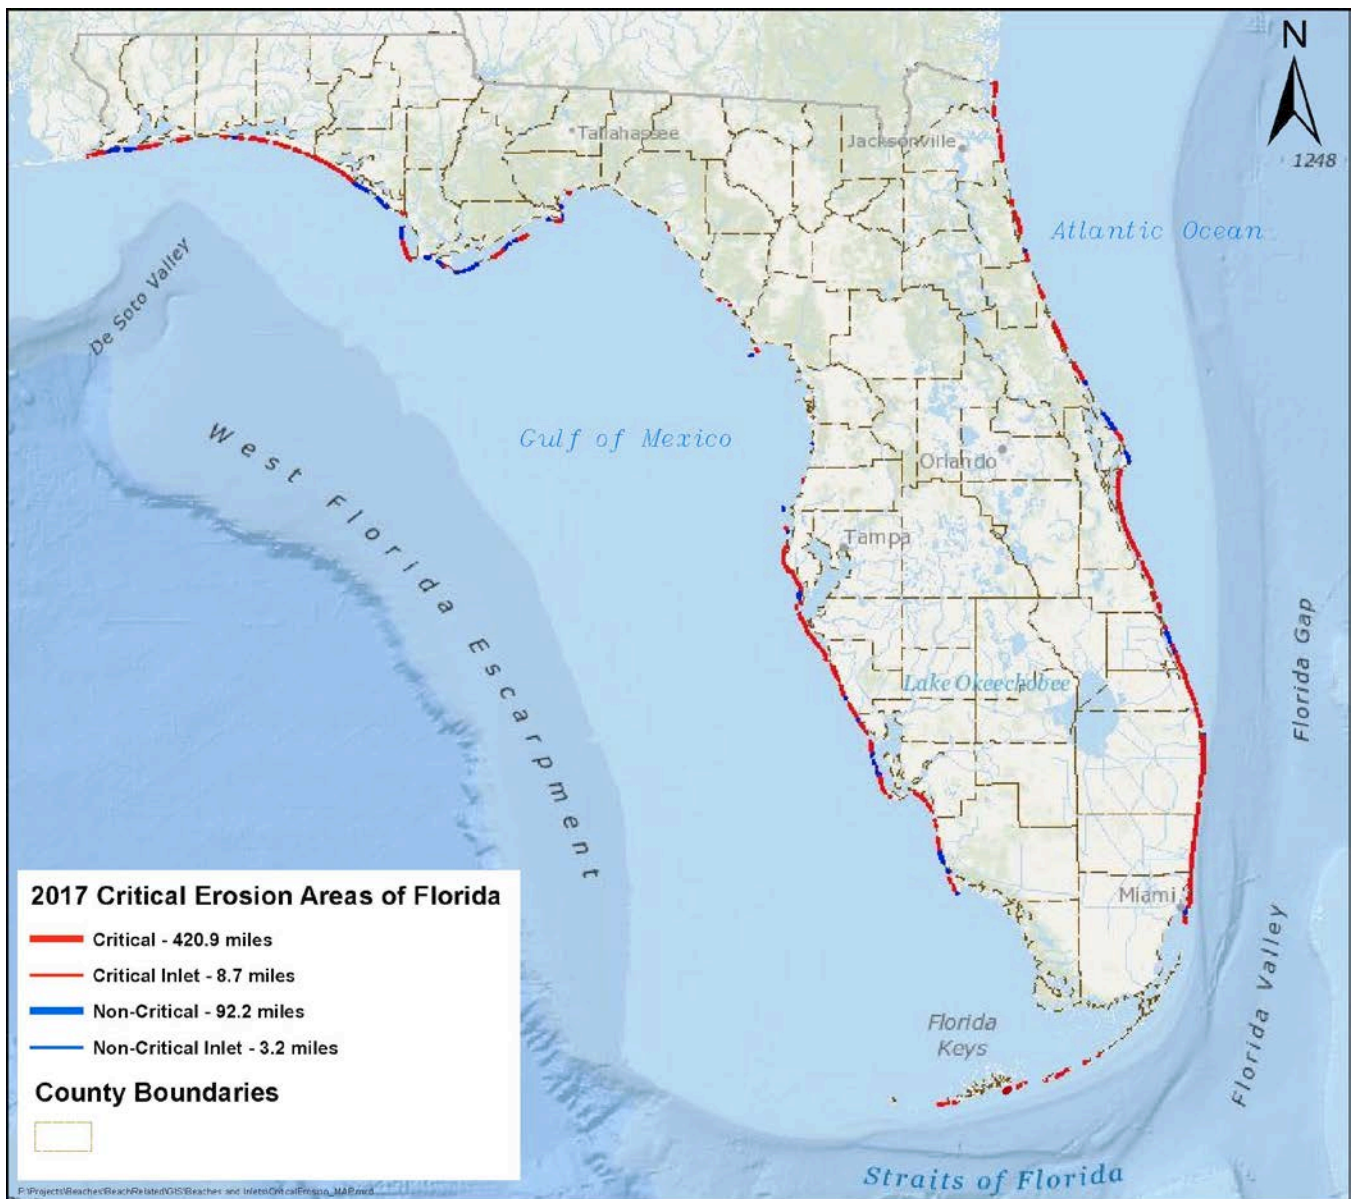 N
1248
Tallahassee
Jacksonville
Atlantic Ocean
De Soto Valley
Gulf of Mexico
West Florida Escarpment
Orlando
Tampa
Florida Gap
Lake Okeechobee
Miami
Florida Valley
Florida
Keys
Straits of Florida
2017 Critical Erosion Areas of Florida
Critical - 420.9 miles
Critical Inlet - 8.7 miles
Non-Critical - 92.2 miles
Non-Critical Inlet - 3.2 miles
County Boundaries